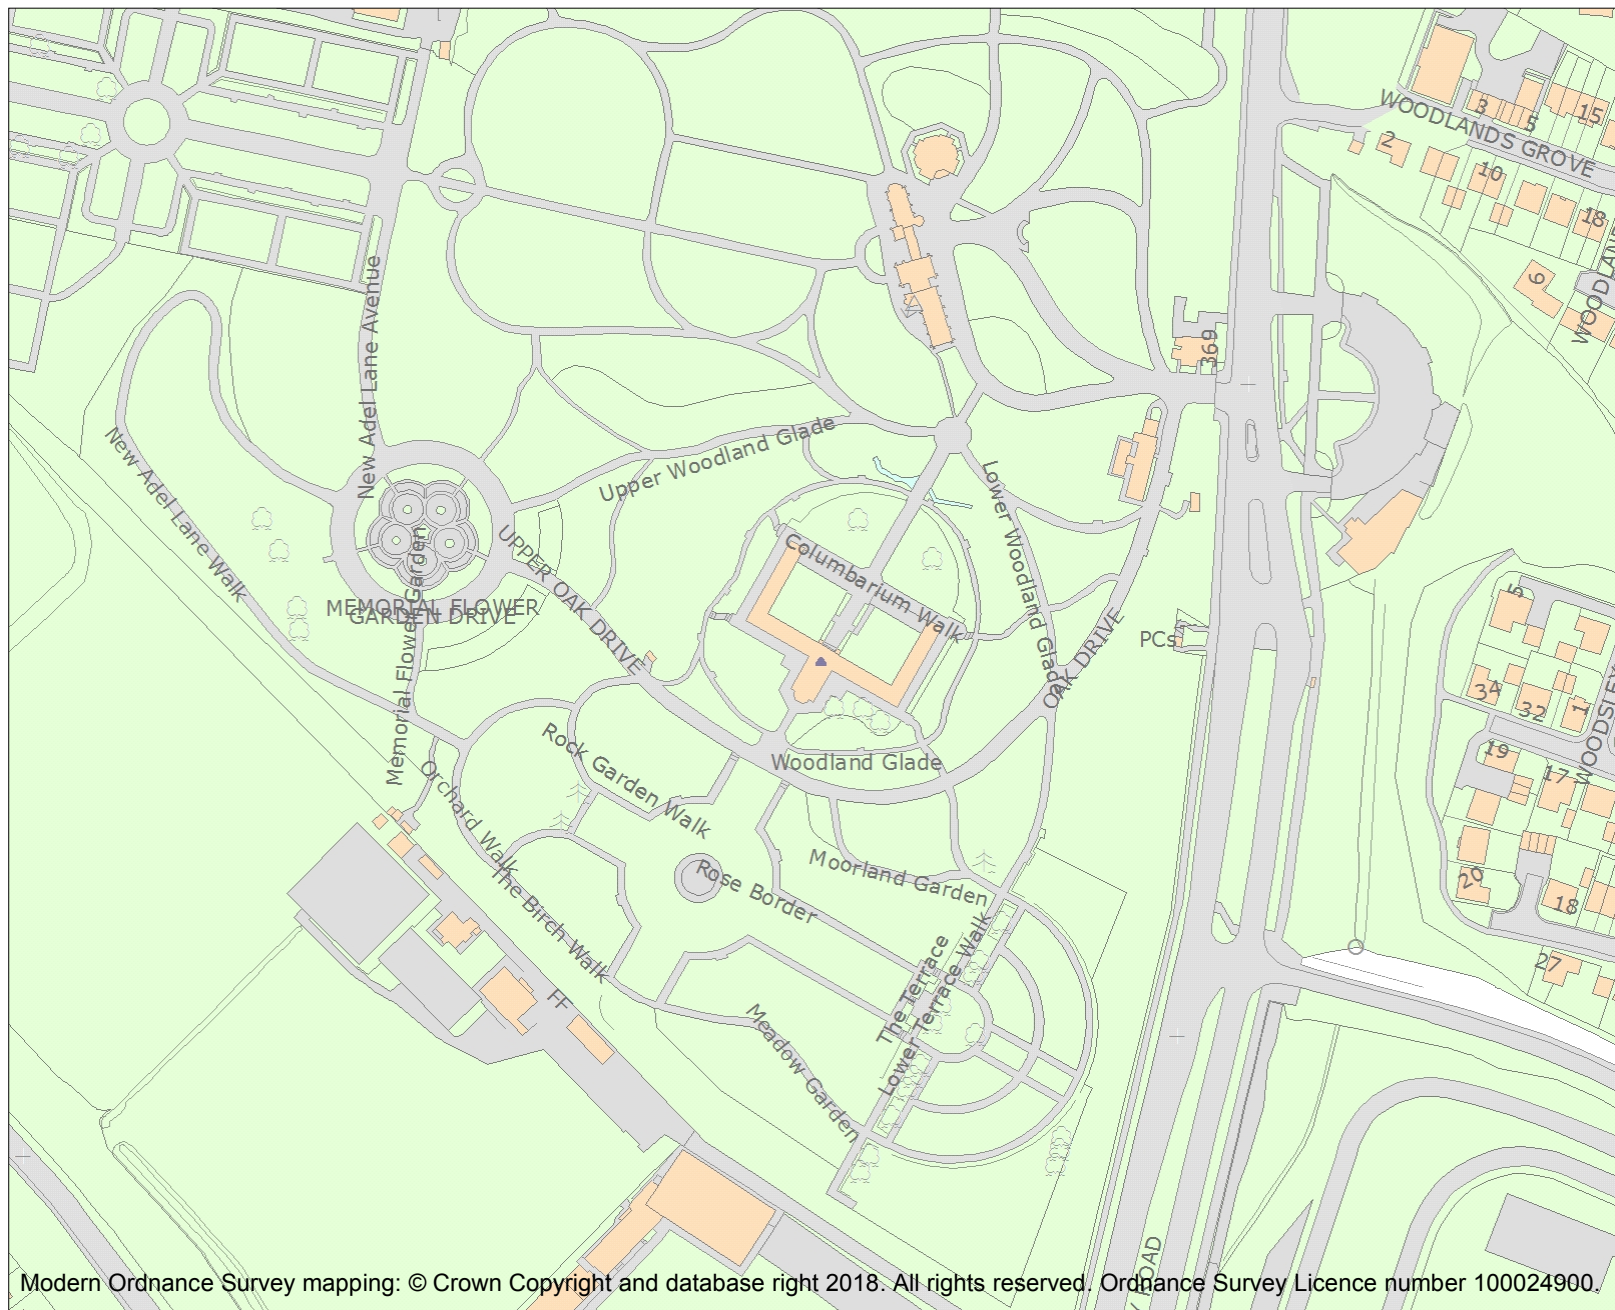 WOODLANDS GROVE
3
5
15
2
10
18
6
WOODLAN
New Adel Lane Avenue
369
Upper Woodland Glade
New Adel Lane Walk
Lower Woodland Glade
UPPER OAK DRIVE
Columbarium Walk
MEMORIAL FLOWER
GARDEN DRIVE
Memorial Flower Garden
OAK DRIVE
PCs
5
34
32
1
WOODSLEY
19
17
20
18
27
Rock Garden Walk
Woodland Glade
Orchard Walk
Moorland Garden
Rose Border
The Birch Walk
The Terrace
Lower Terrace Walk
FF
Meadow Garden
Y ROAD
Modern Ordnance Survey mapping: © Crown Copyright and database right 2018. All rights reserved. Ordnance Survey Licence number 100024900.